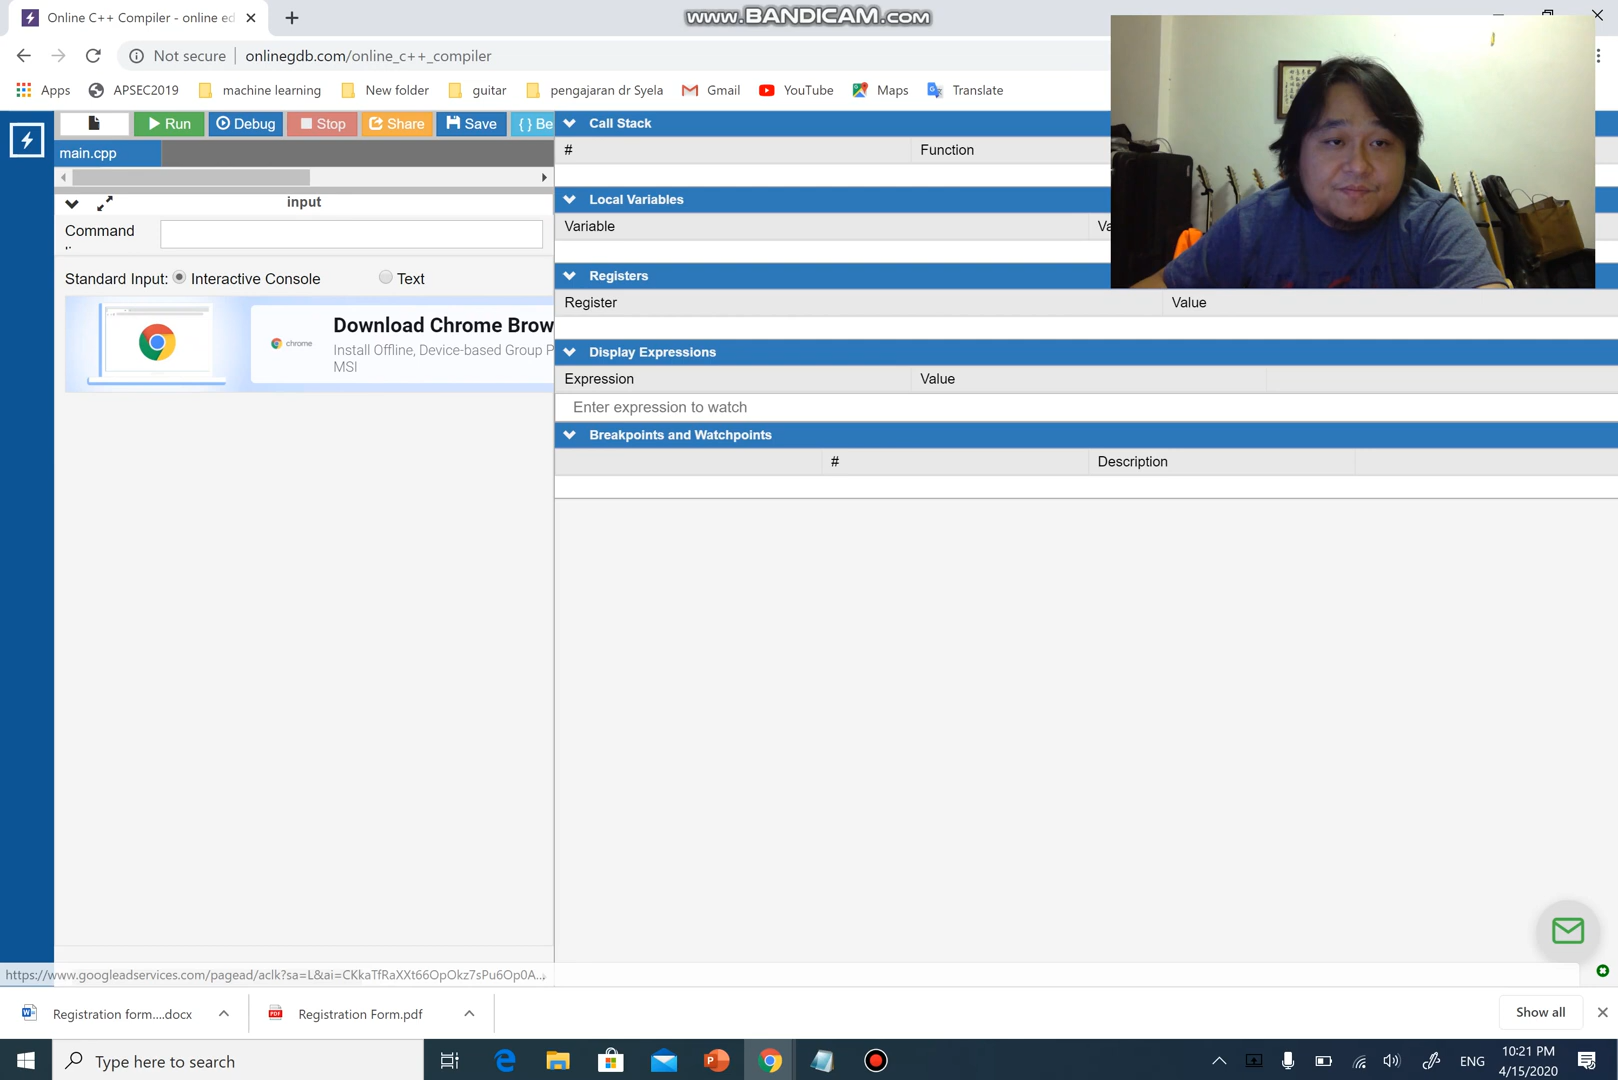 Online C++ Compiler - online ed
www.BANDICAM.com
Not secure
onlinegdb.com/online_c++_compiler
Apps APSEC2019 machine learning New folder guitar pengajaran dr Syela Gmail YouTube Maps Translate
Run Debug Stop Share Save { } Be
main.cpp
input
Command
Standard Input: Interactive Console Text
Download Chrome Brow
Install Offline, Device-based Group P
MSI
chrome
Call Stack
# Function
Local Variables
Variable Va
Registers
Register Value
Display Expressions
Expression Value
Enter expression to watch
Breakpoints and Watchpoints
# Description
https://www.googleadservices.com/pagead/aclk?sa=L&ai=CKkaTfRaXXt66OpOkz7sPu6Op0A...
Registration form....docx Registration Form.pdf Show all
Type here to search
ENG
10:21 PM
4/15/2020